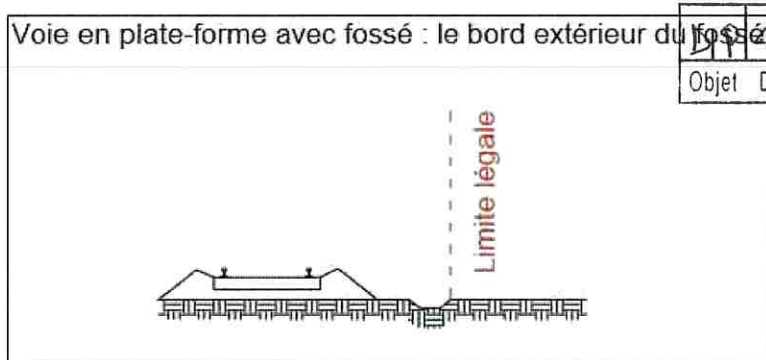 Voie en plate-forme avec fossé : le bord extérieur du fossé
Objet
Limite légale